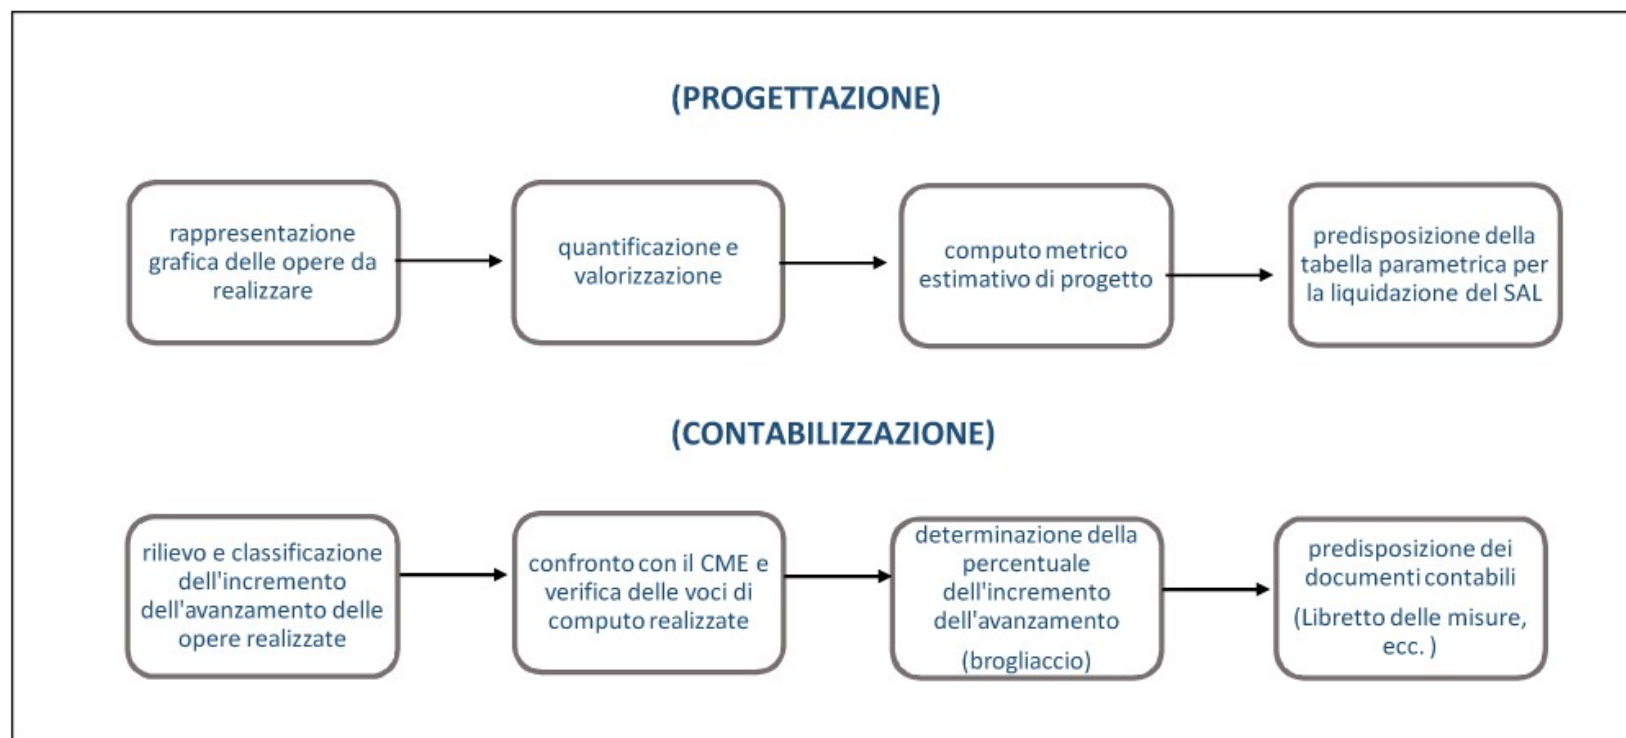 (PROGETTAZIONE)
rappresentazione
grafica delle opere da
realizzare
quantificazione e
valorizzazione
computo metrico
estimativo di progetto
predisposizione della
tabella parametrica per
la liquidazione del SAL
(CONTABILIZZAZIONE)
rilievo e classificazione
dell'incremento
dell'avanzamento delle
opere realizzate
confronto con il CME e
verifica delle voci di
computo realizzate
determinazione della
percentuale
dell'incremento
dell'avanzamento
(brogliaccio)
predisposizione dei
documenti contabili
(Libretto delle misure,
ecc. )